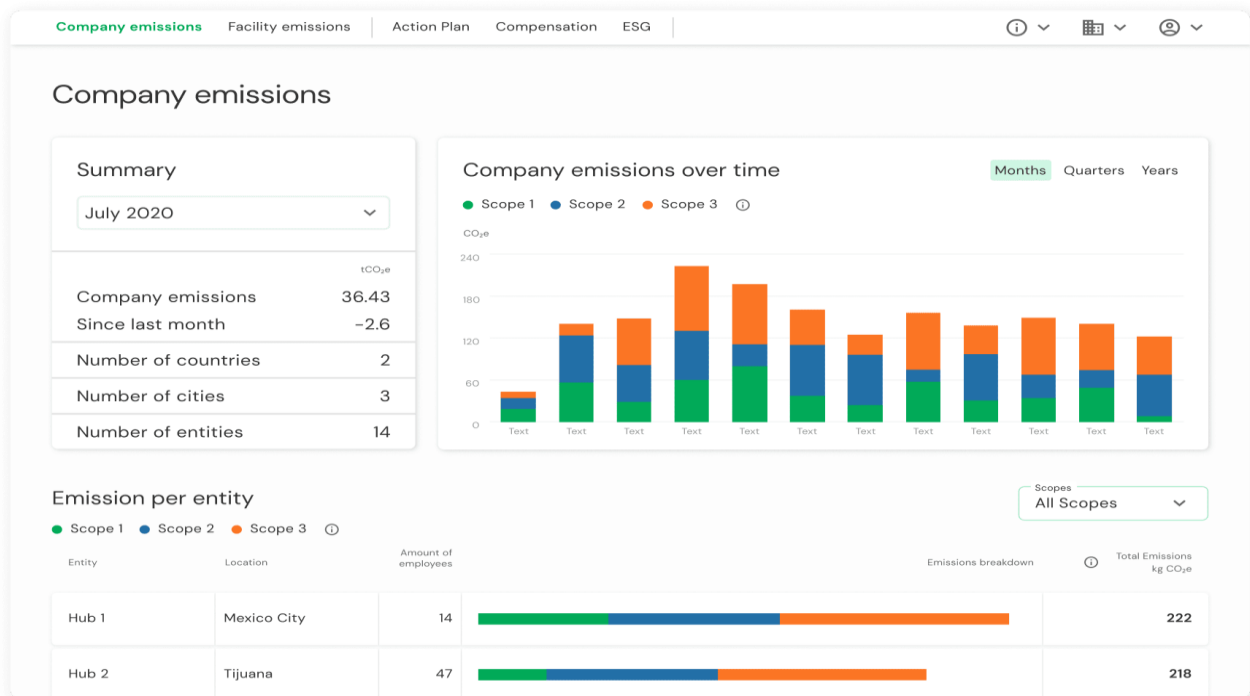 Company emissions Facility emissions Action Plan Compensation ESG
Company emissions
Summary
July 2020
tCO₂e
Company emissions 36.43
Since last month -2.6
Number of countries 2
Number of cities 3
Number of entities 14
Company emissions over time
Months Quarters Years
Scope 1 Scope 2 Scope 3
CO₂e
240
180
120
60
0
Text Text Text Text Text Text Text Text Text Text Text Text
Emission per entity
Scopes
All Scopes
Scope 1 Scope 2 Scope 3
Entity Location Amount of employees Emissions breakdown Total Emissions kg CO₂e
Hub 1 Mexico City 14 222
Hub 2 Tijuana 47 218